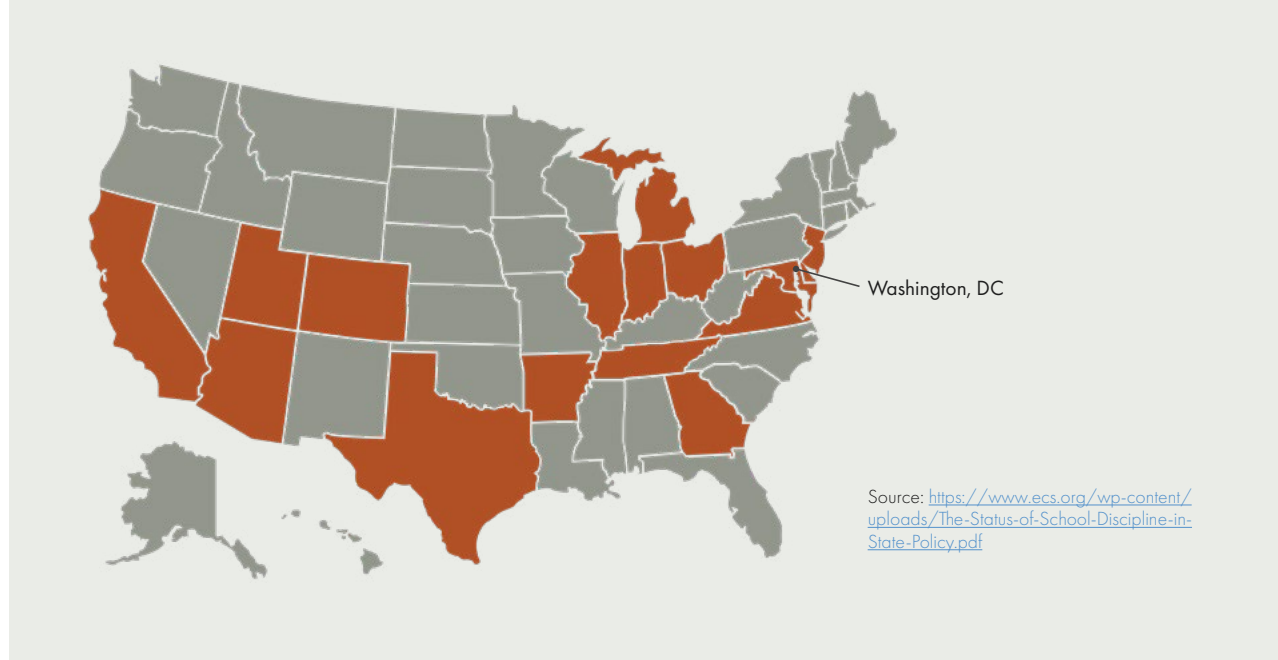 Washington, DC
Source: https://www.ecs.org/wp-content/
uploads/The-Status-of-School-Discipline-in-
State-Policy.pdf